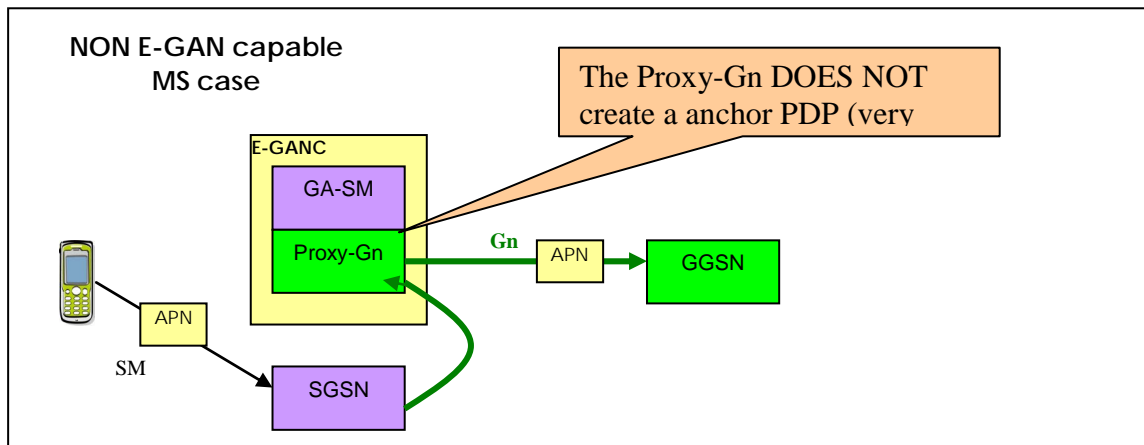 NON E-GAN capable
MS case
The Proxy-Gn DOES NOT
create a anchor PDP (very
E-GANC
GA-SM
Proxy-Gn
Gn
APN
GGSN
APN
SM
SGSN